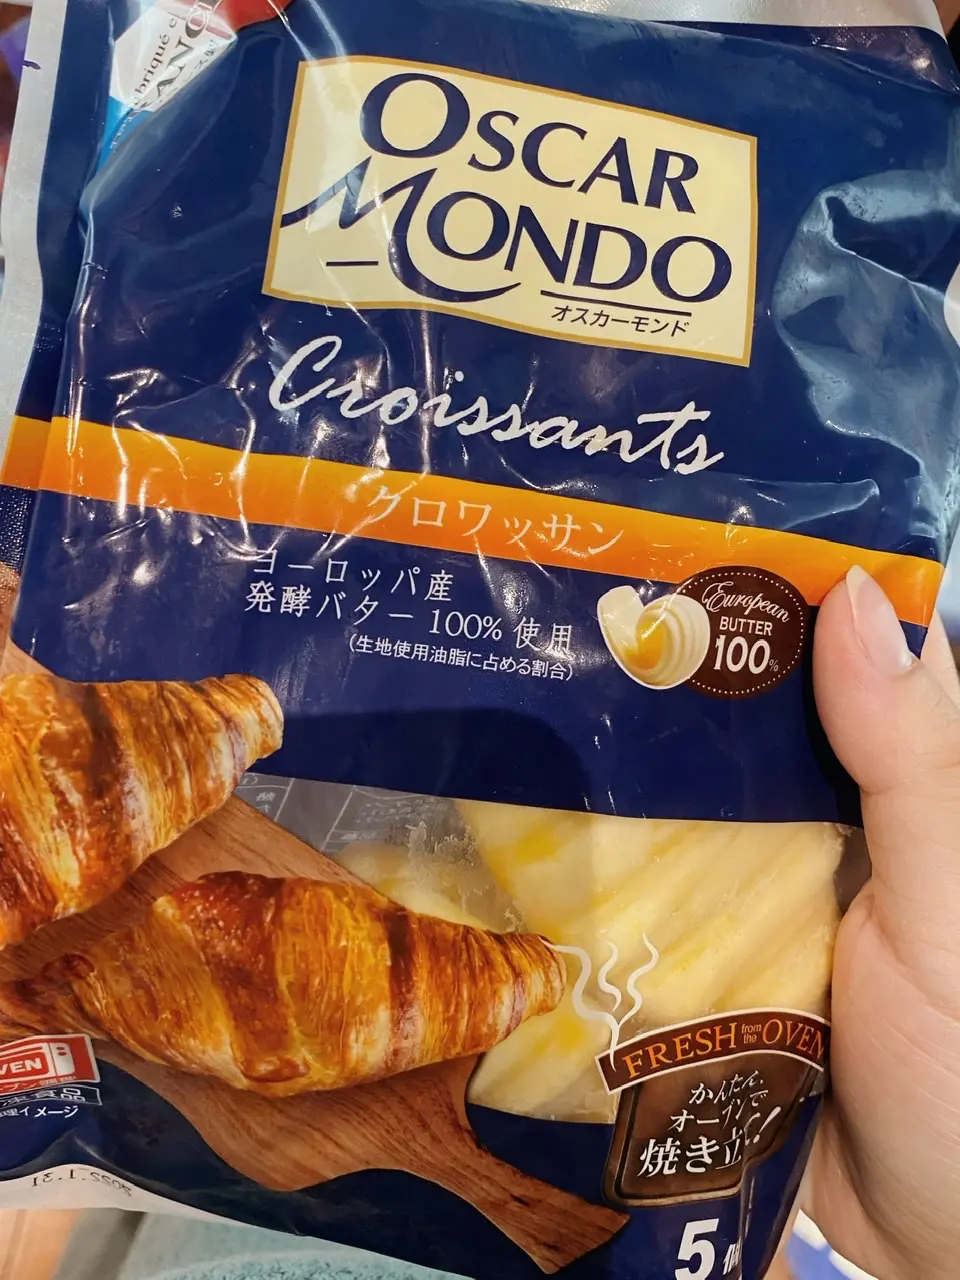 OSCAR
MONDO
オスカーモンド
Croissants
クロワッサン
ヨーロッパ産
発酵バター 100% 使用
(生地使用油脂に占める割合)
European
BUTTER
100%
FRESH from the OVEN
かんたん、
オーブンで
焼き立て!
5個